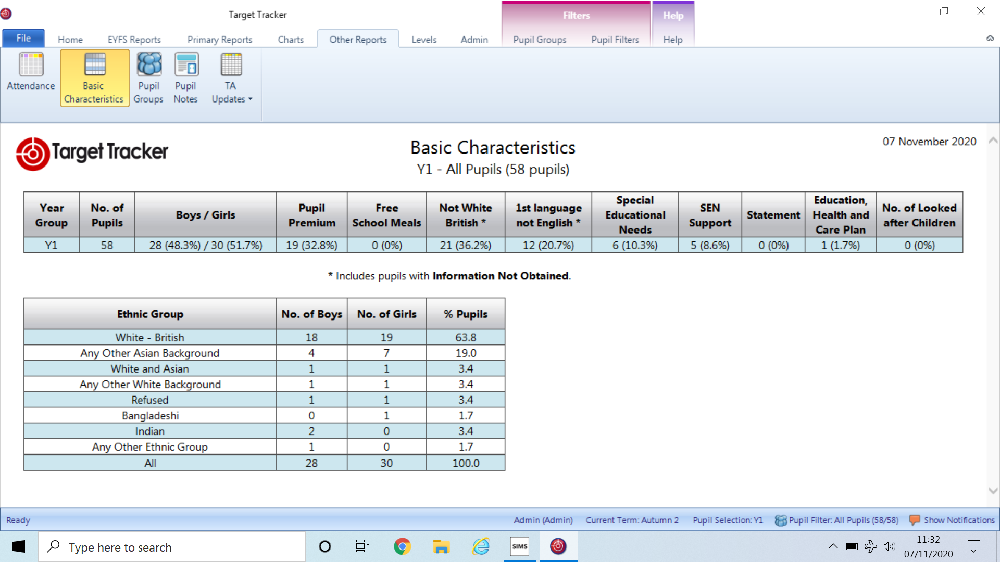 Target Tracker
Filters
Help
File
Home
EYFS Reports
Primary Reports
Charts
Other Reports
Levels
Admin
Pupil Groups
Pupil Filters
Help
Attendance
Basic
Characteristics
Pupil
Groups
Pupil
Notes
TA
Updates
Target Tracker
Basic Characteristics
Y1 - All Pupils (58 pupils)
07 November 2020
Year Group | No. of Pupils | Boys / Girls | Pupil Premium | Free School Meals | Not White British * | 1st language not English * | Special Educational Needs | SEN Support | Statement | Education, Health and Care Plan | No. of Looked after Children
Y1 | 58 | 28 (48.3%) / 30 (51.7%) | 19 (32.8%) | 0 (0%) | 21 (36.2%) | 12 (20.7%) | 6 (10.3%) | 5 (8.6%) | 0 (0%) | 1 (1.7%) | 0 (0%)
* Includes pupils with Information Not Obtained.
Ethnic Group | No. of Boys | No. of Girls | % Pupils
White - British | 18 | 19 | 63.8
Any Other Asian Background | 4 | 7 | 19.0
White and Asian | 1 | 1 | 3.4
Any Other White Background | 1 | 1 | 3.4
Refused | 1 | 1 | 3.4
Bangladeshi | 0 | 1 | 1.7
Indian | 2 | 0 | 3.4
Any Other Ethnic Group | 1 | 0 | 1.7
All | 28 | 30 | 100.0
Ready
Admin (Admin)
Current Term: Autumn 2
Pupil Selection: Y1
Pupil Filter: All Pupils (58/58)
Show Notifications
Type here to search
SIMS
11:32
07/11/2020